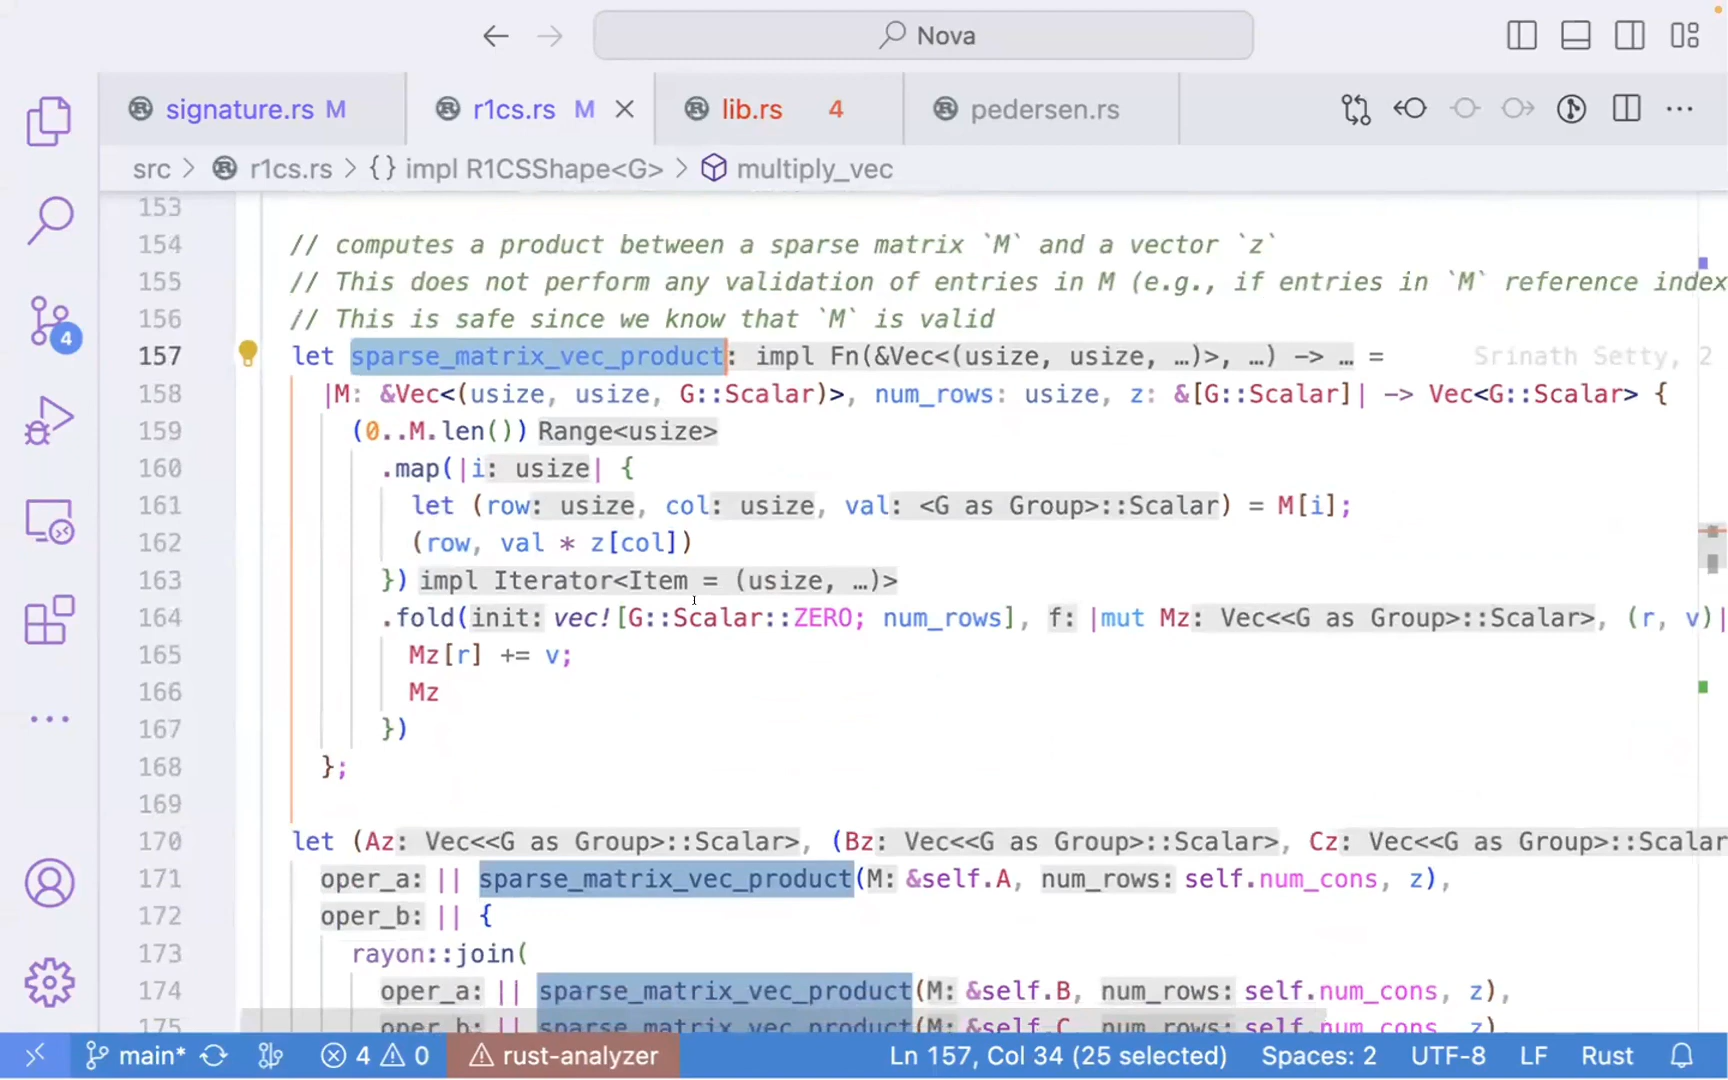 Nova
signature.rs M
r1cs.rs M
lib.rs 4
pedersen.rs
src > r1cs.rs > {} impl R1CSShape<G> > multiply_vec
153
154 // computes a product between a sparse matrix `M` and a vector `z`
155 // This does not perform any validation of entries in M (e.g., if entries in `M` reference index
156 // This is safe since we know that `M` is valid
157 let sparse_matrix_vec_product: impl Fn(&Vec<(usize, usize, …)>, …) -> … = Srinath Setty, 2
158 |M: &Vec<(usize, usize, G::Scalar)>, num_rows: usize, z: &[G::Scalar]| -> Vec<G::Scalar> {
159 (0..M.len()) Range<usize>
160 .map(|i: usize| {
161 let (row: usize, col: usize, val: <G as Group>::Scalar) = M[i];
162 (row, val * z[col])
163 }) impl Iterator<Item = (usize, …)>
164 .fold(init: vec![G::Scalar::ZERO; num_rows], f: |mut Mz: Vec<<G as Group>::Scalar>, (r, v)|
165 Mz[r] += v;
166 Mz
167 })
168 };
169
170 let (Az: Vec<<G as Group>::Scalar>, (Bz: Vec<<G as Group>::Scalar>, Cz: Vec<<G as Group>::Scalar
171 oper_a: || sparse_matrix_vec_product(M: &self.A, num_rows: self.num_cons, z),
172 oper_b: || {
173 rayon::join(
174 oper_a: || sparse_matrix_vec_product(M: &self.B, num_rows: self.num_cons, z),
175 oper_b: || sparse_matrix_vec_product(M: &self.C, num_rows: self.num_cons, z),
4
main* 4 0 rust-analyzer Ln 157, Col 34 (25 selected) Spaces: 2 UTF-8 LF Rust